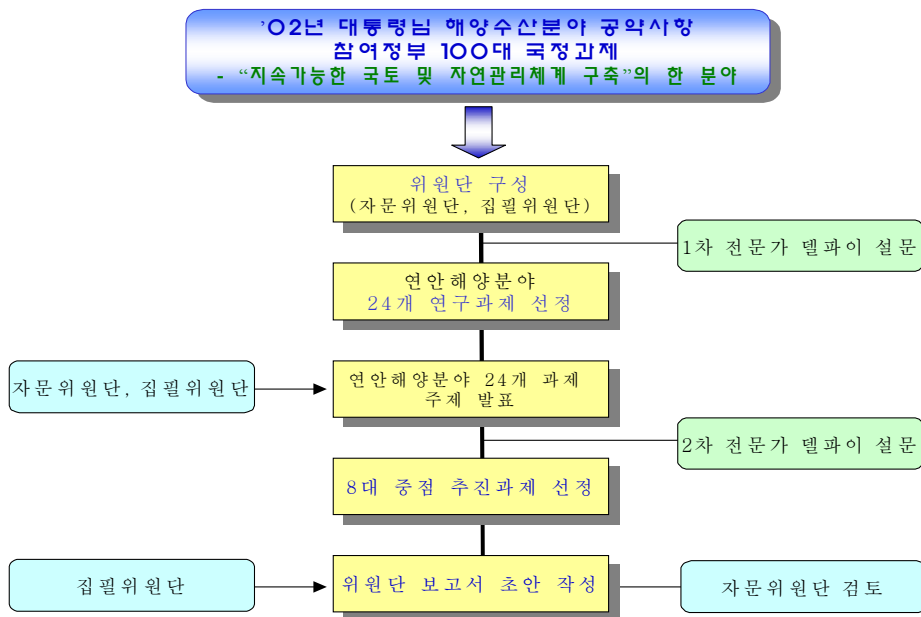 '02년 대통령님 해양수산분야 공약사항
참여정부 100대 국정과제
- “지속가능한 국토 및 자연관리체계 구축”의 한 분야
위원단 구성
(자문위원단, 집필위원단)
1차 전문가 델파이 설문
연안해양분야
24개 연구과제 선정
자문위원단, 집필위원단
연안해양분야 24개 과제
주제 발표
2차 전문가 델파이 설문
8대 중점 추진과제 선정
집필위원단
위원단 보고서 초안 작성
자문위원단 검토